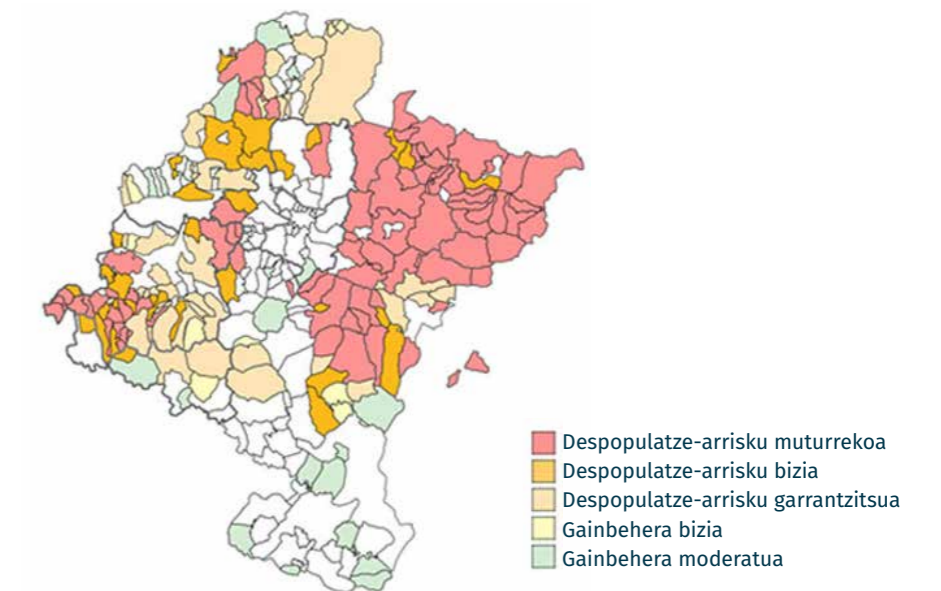 Despopulatze-arrisku muturrekoa
Despopulatze-arrisku bizia
Despopulatze-arrisku garrantzitsua
Gainbehera bizia
Gainbehera moderatua